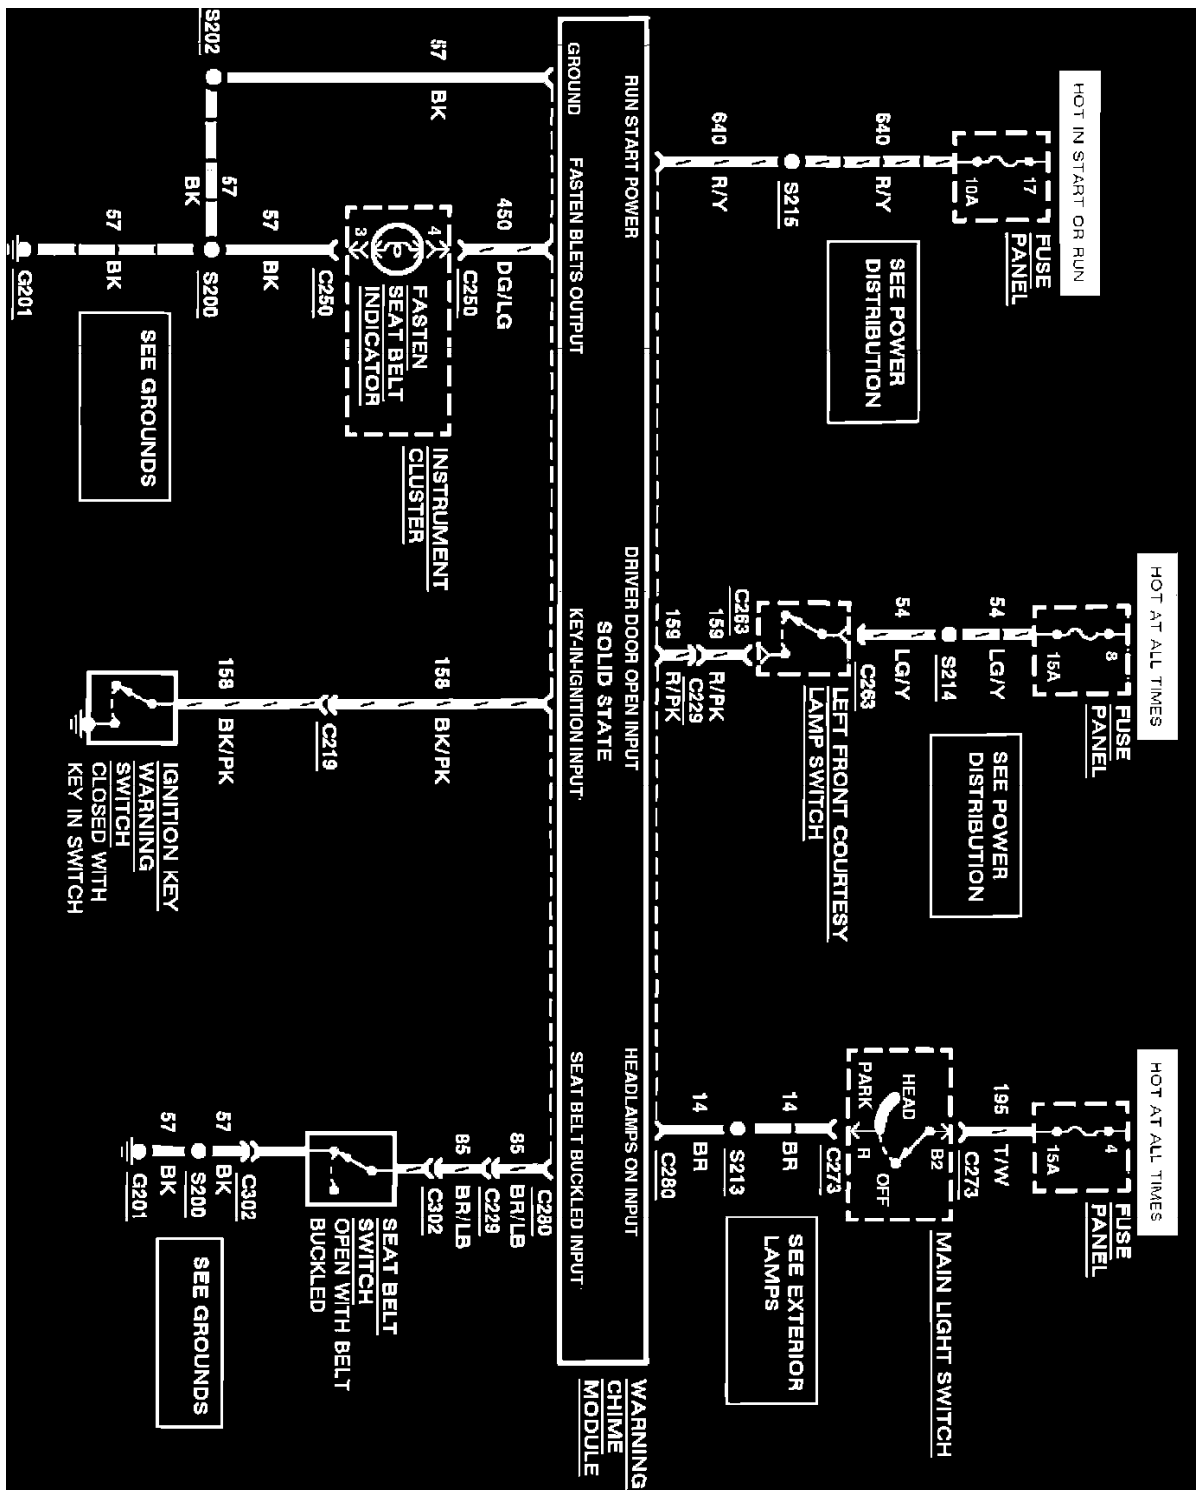 HOT IN START OR RUN
17
10A
FUSE
PANEL
640
R/Y
S215
640
R/Y
SEE POWER
DISTRIBUTION
HOT AT ALL TIMES
8
15A
FUSE
PANEL
54
LG/Y
S214
54
LG/Y
C263
SEE POWER
DISTRIBUTION
LEFT FRONT COURTESY
LAMP SWITCH
C263
159
R/PK
C229
159
R/PK
HOT AT ALL TIMES
4
15A
FUSE
PANEL
195
T/W
C273
B2
HEAD
PARK
OFF
R
MAIN LIGHT SWITCH
C273
14
BR
S213
14
BR
C280
SEE EXTERIOR
LAMPS
RUN START POWER
DRIVER DOOR OPEN INPUT
HEADLAMPS ON INPUT
SOLID STATE
GROUND
FASTEN BLETS OUTPUT
KEY-IN-IGNITION INPUT
SEAT BELT BUCKLED INPUT
WARNING
CHIME
MODULE
57
BK
S202
57
BK
450
DG/LG
C250
4
3
FASTEN
SEAT BELT
INDICATOR
INSTRUMENT
CLUSTER
C250
57
BK
S200
57
BK
G201
SEE GROUNDS
158
BK/PK
C219
158
BK/PK
IGNITION KEY
WARNING
SWITCH
CLOSED WITH
KEY IN SWITCH
C280
85
BR/LB
C229
85
BR/LB
C302
SEAT BELT
SWITCH
OPEN WITH BELT
BUCKLED
C302
57
BK
S200
57
BK
G201
SEE GROUNDS